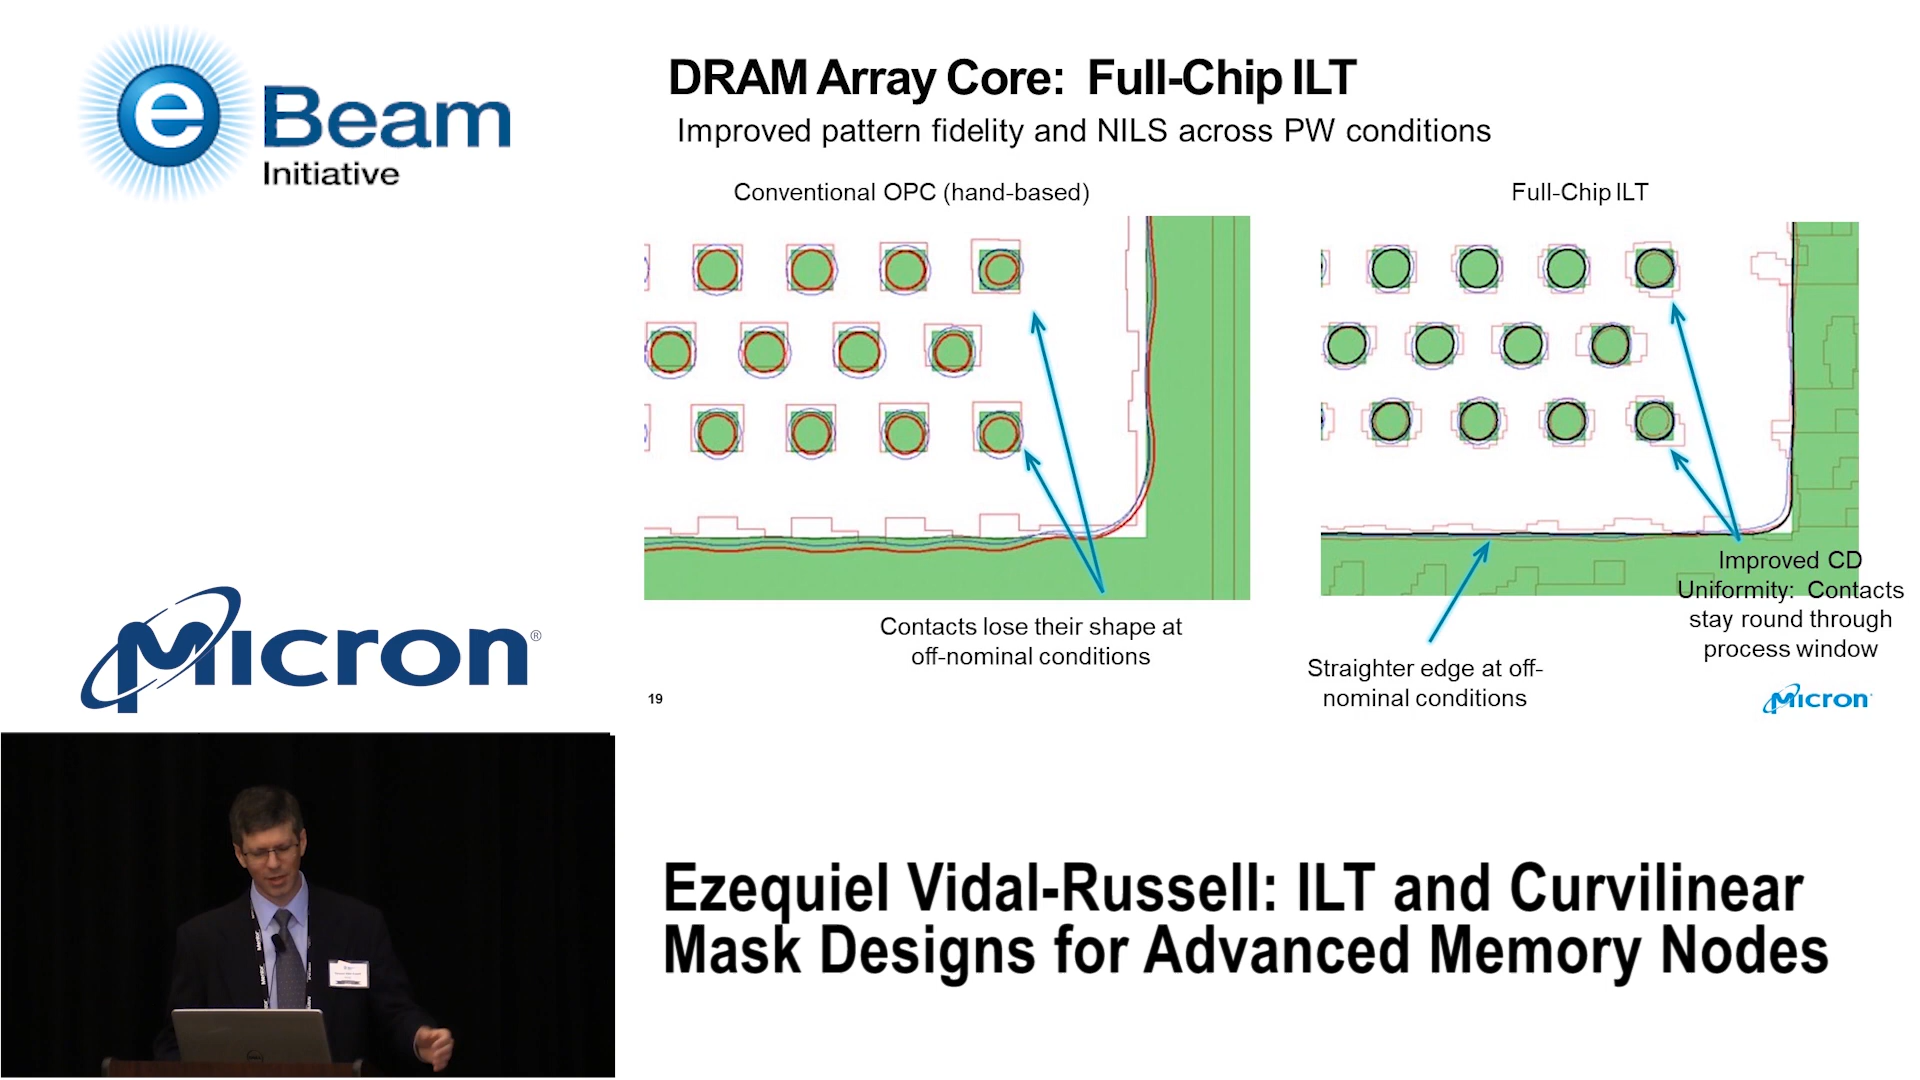 e Beam
Initiative
DRAM Array Core: Full-Chip ILT
Improved pattern fidelity and NILS across PW conditions
Conventional OPC (hand-based)
Full-Chip ILT
Contacts lose their shape at
off-nominal conditions
Straighter edge at off-
nominal conditions
Improved CD
Uniformity: Contacts
stay round through
process window
19
Micron
Micron®
DELL
Ezequiel Vidal-Russell: ILT and Curvilinear
Mask Designs for Advanced Memory Nodes